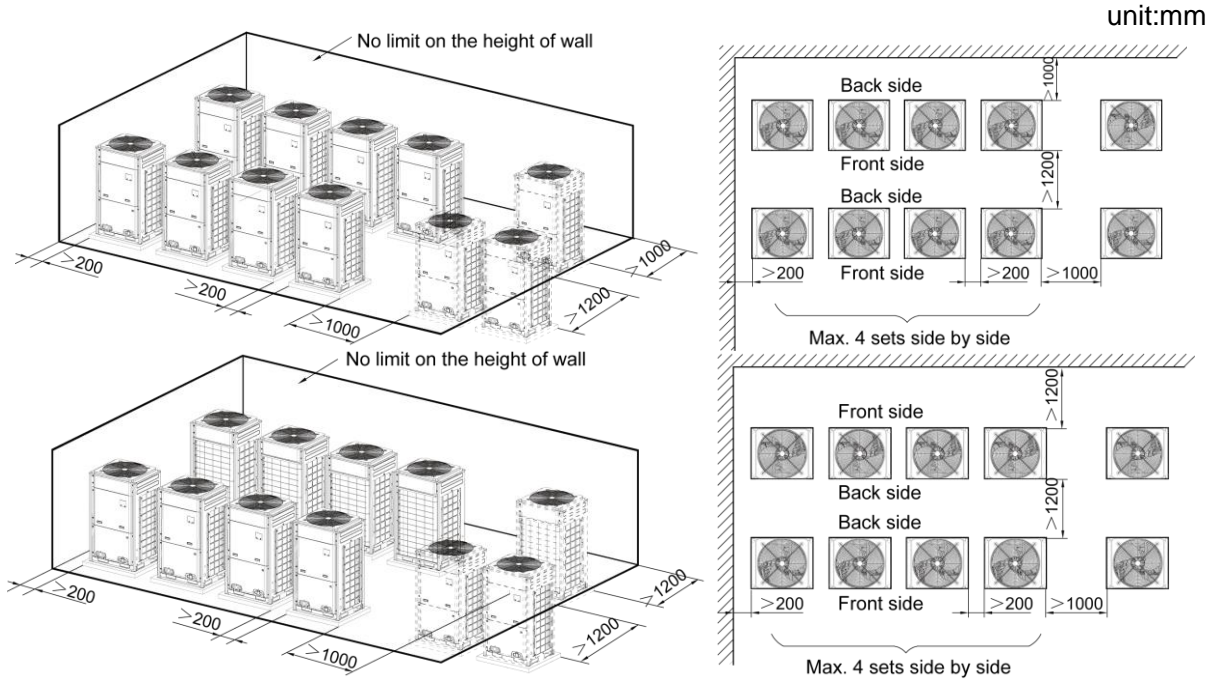 unit:mm
No limit on the height of wall
>200
>200
>1000
>1200
>1000
Back side
Front side
Back side
Front side
>1000
>1200
>200
>200
>1000
Max. 4 sets side by side
No limit on the height of wall
>200
>200
>1000
>1200
>1200
Front side
Back side
Back side
Front side
>1200
>1200
>200
>200
>1000
Max. 4 sets side by side